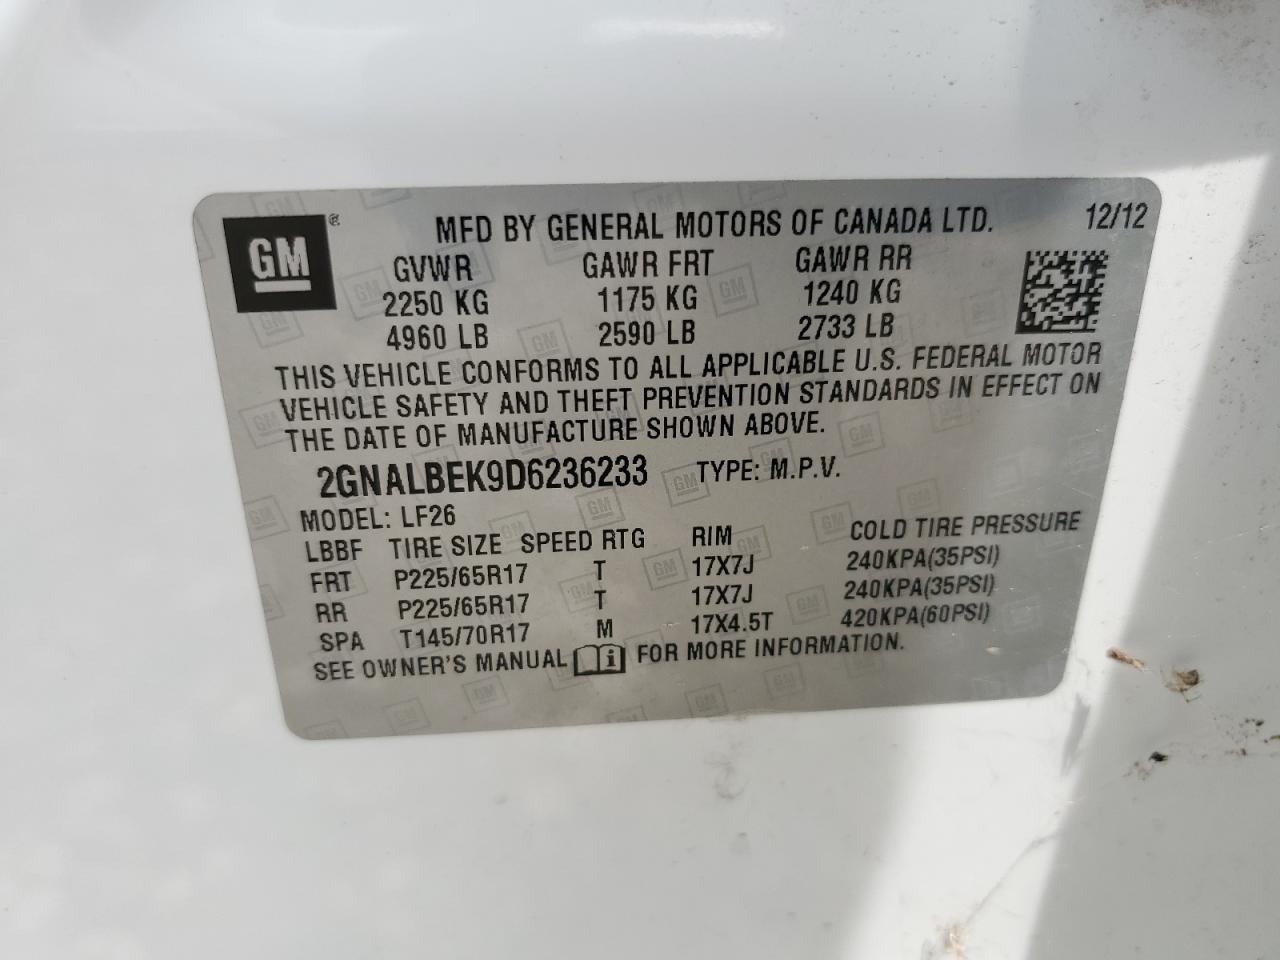 GM ®
MFD BY GENERAL MOTORS OF CANADA LTD. 12/12
GVWR GAWR FRT GAWR RR
2250 KG 1175 KG 1240 KG
4960 LB 2590 LB 2733 LB
THIS VEHICLE CONFORMS TO ALL APPLICABLE U.S. FEDERAL MOTOR
VEHICLE SAFETY AND THEFT PREVENTION STANDARDS IN EFFECT ON
THE DATE OF MANUFACTURE SHOWN ABOVE.
2GNALBEK9D6236233 TYPE: M.P.V.
MODEL: LF26
LBBF TIRE SIZE SPEED RTG RIM COLD TIRE PRESSURE
FRT P225/65R17 T 17X7J 240KPA(35PSI)
RR P225/65R17 T 17X7J 240KPA(35PSI)
SPA T145/70R17 M 17X4.5T 420KPA(60PSI)
SEE OWNER'S MANUAL i FOR MORE INFORMATION.